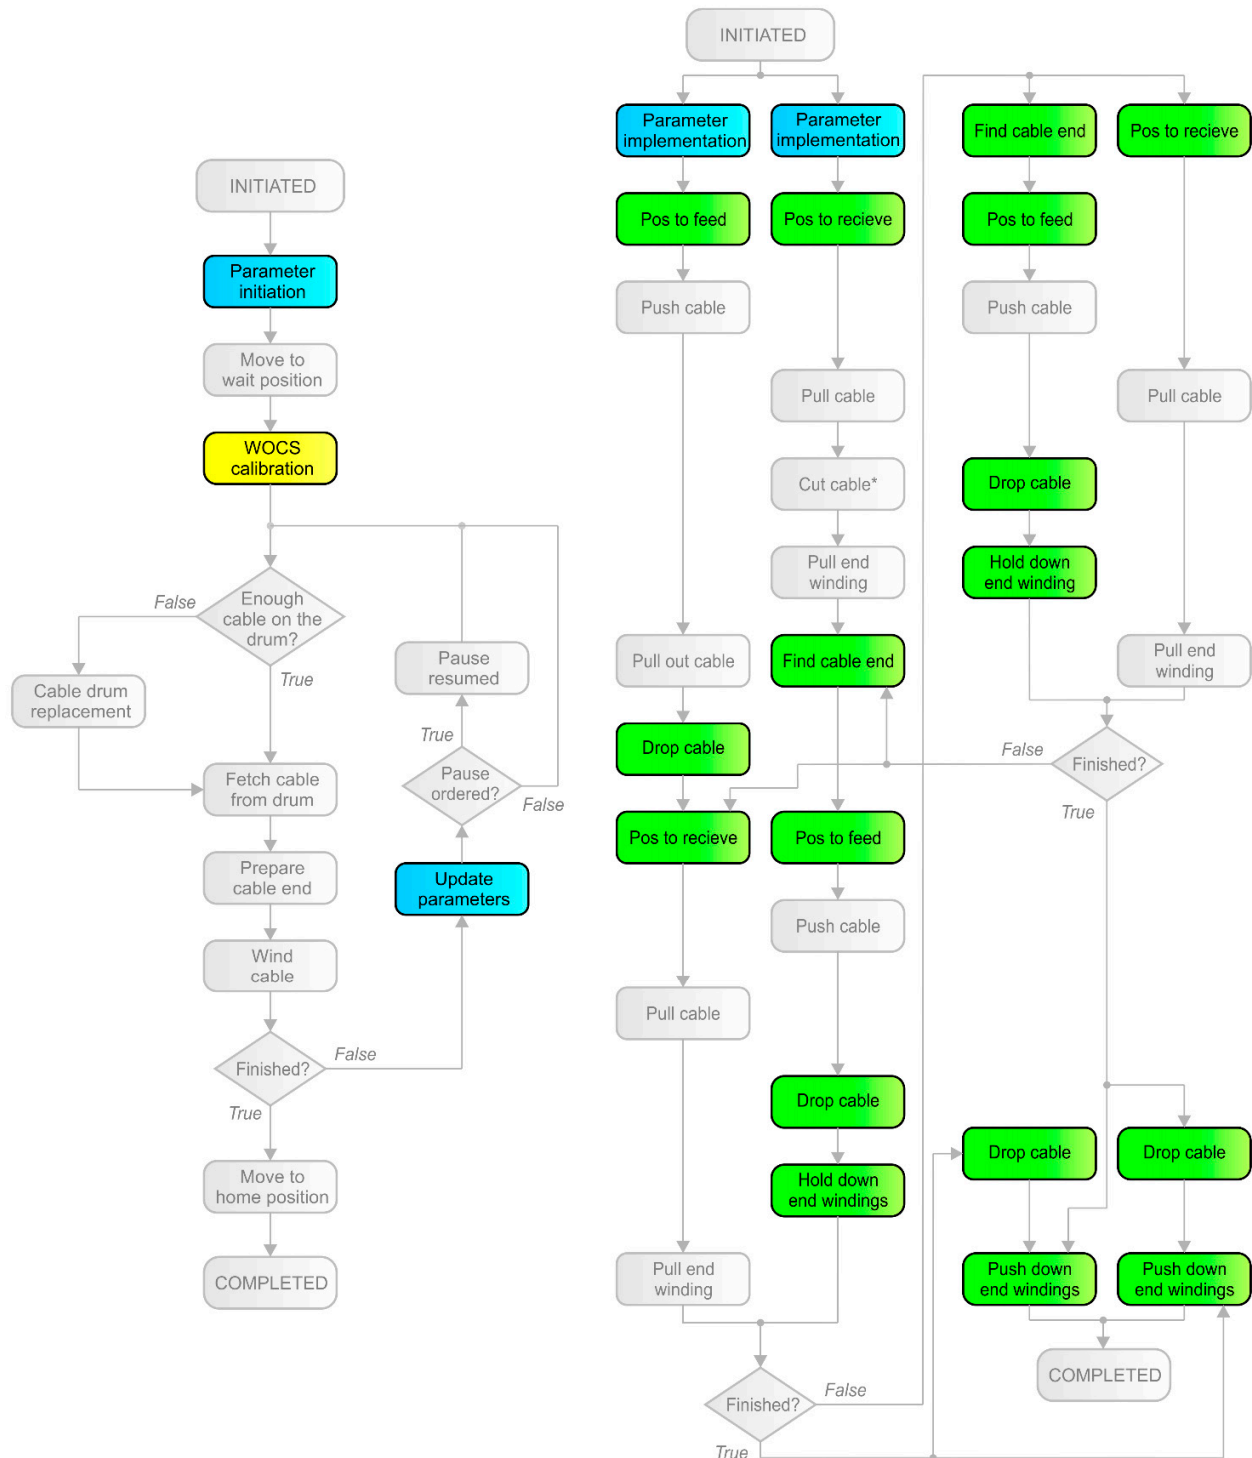 INITIATED
Parameter
initiation
Move to
wait position
WOCS
calibration
Enough
cable on the
drum?
False
True
Cable drum
replacement
Fetch cable
from drum
Prepare
cable end
Wind
cable
Finished?
False
True
Move to
home position
COMPLETED
Pause
resumed
True
Pause
ordered?
False
Update
parameters
INITIATED
Parameter
implementation
Pos to feed
Push cable
Pull out cable
Drop cable
Pos to recieve
Pull cable
Pull end
winding
Parameter
implementation
Pos to recieve
Pull cable
Cut cable*
Pull end
winding
Find cable end
Pos to feed
Push cable
Drop cable
Hold down
end windings
Finished?
False
True
Find cable end
Pos to feed
Push cable
Drop cable
Hold down
end winding
Pos to recieve
Pull cable
Pull end
winding
False
Finished?
True
Drop cable
Push down
end windings
Drop cable
Push down
end windings
COMPLETED